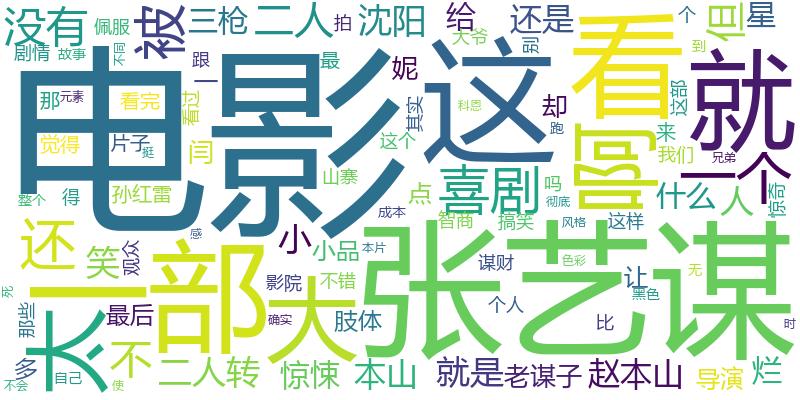 没有
佩服
被
三枪
二人
拍
沈阳
给
还是
大爷
别
个
但
星
剧情
故事
不同
电影
这
看
就
那
元素
看完
看过
跟
一
最
妮
却
其实
科恩
到
这部
觉得
片子
挺
闫
山寨
这个
喜剧
啊
来
我们
兄弟
一个
整个
得
孙红雷
点
智商
搞笑
吗
跑
彻底
什么
人
惊奇
还
笑
观众
感
小
小品
成本
本片
张艺谋
风格
这样
一
部
大
影院
不错
谋财
色彩
让
无
死
那些
太
最后
确实
肢体
个人
比
黑色
时
多
不会
自己
不
使
二人转
惊悚
本山
就是
老谋子
赵本山
导演
烂